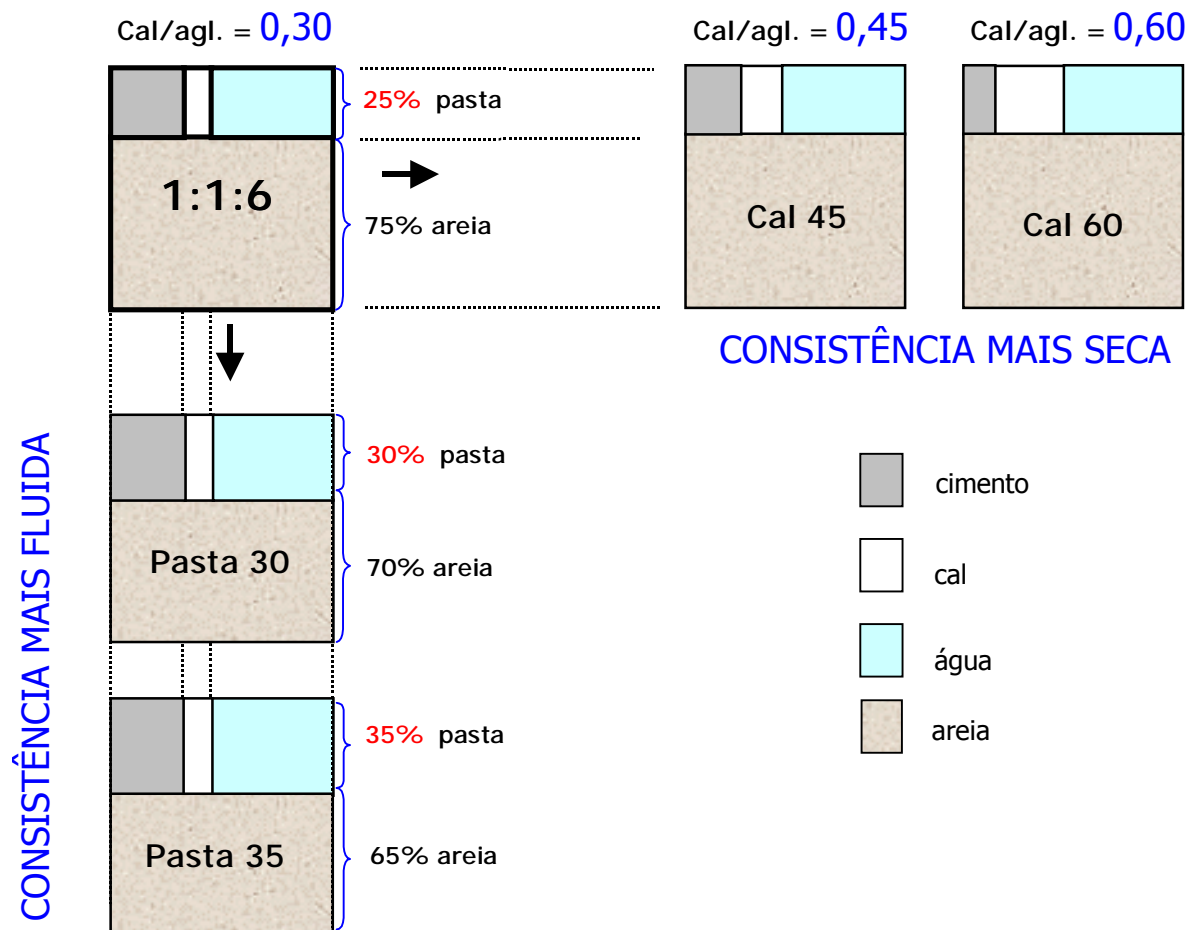 Cal/agl. = 0,30
Cal/agl. = 0,45
Cal/agl. = 0,60
25% pasta
1:1:6
75% areia
Cal 45
Cal 60
CONSISTÊNCIA MAIS SECA
CONSISTÊNCIA MAIS FLUIDA
30% pasta
Pasta 30
70% areia
35% pasta
Pasta 35
65% areia
cimento
cal
água
areia